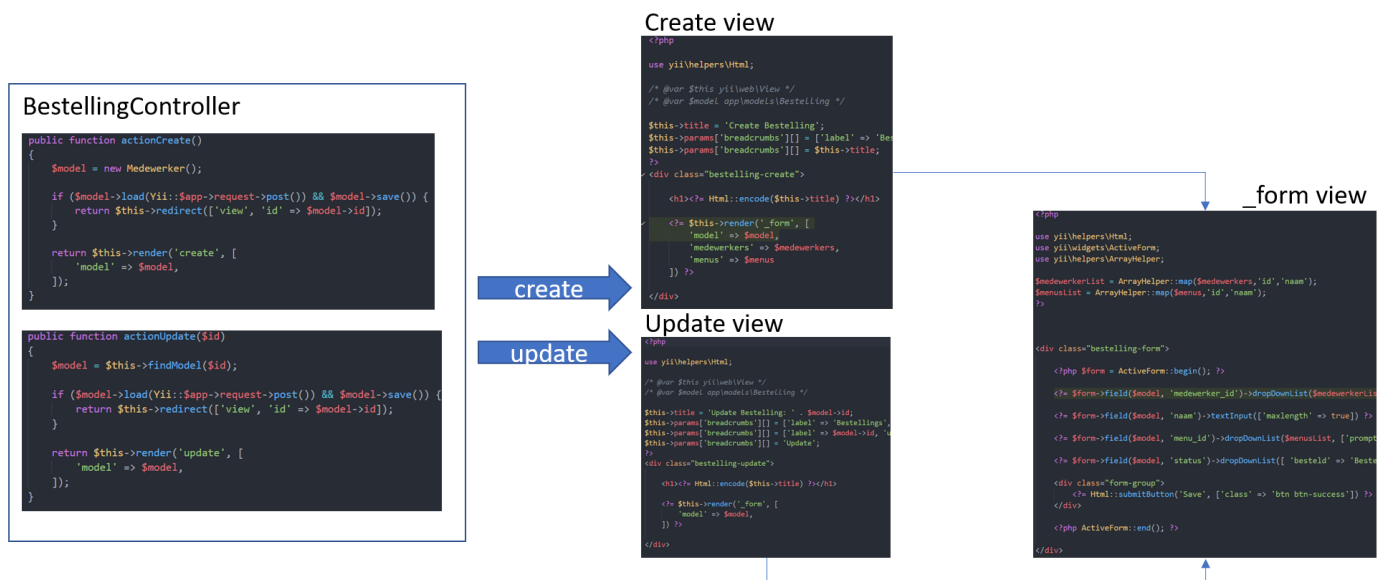 BestellingController
public function actionCreate()
{
$model = new Medewerker();
if ($model->load(Yii::$app->request->post()) && $model->save()) {
return $this->redirect(['view', 'id' => $model->id]);
}
return $this->render('create', [
'model' => $model,
]);
}
public function actionUpdate($id)
{
$model = $this->findModel($id);
if ($model->load(Yii::$app->request->post()) && $model->save()) {
return $this->redirect(['view', 'id' => $model->id]);
}
return $this->render('update', [
'model' => $model,
]);
}
create
update
Create view
<?php
use yii\helpers\Html;
/* @var $this yii\web\View */
/* @var $model app\models\Bestelling */
$this->title = 'Create Bestelling';
$this->params['breadcrumbs'][] = ['label' => 'Bes
$this->params['breadcrumbs'][] = $this->title;
?>
<div class="bestelling-create">
<h1><?= Html::encode($this->title) ?></h1>
<?= $this->render('_form', [
'model' => $model,
'medewerkers' => $medewerkers,
'menus' => $menus
]) ?>
</div>
Update view
<?php
use yii\helpers\Html;
/* @var $this yii\web\View */
/* @var $model app\models\Bestelling */
$this->title = 'Update Bestelling: ' . $model->id;
$this->params['breadcrumbs'][] = ['label' => 'Bestellings',
$this->params['breadcrumbs'][] = ['label' => $model->id, 'u
$this->params['breadcrumbs'][] = 'Update';
?>
<div class="bestelling-update">
<h1><?= Html::encode($this->title) ?></h1>
<?= $this->render('_form', [
'model' => $model,
]) ?>
</div>
_form view
<?php
use yii\helpers\Html;
use yii\widgets\ActiveForm;
use yii\helpers\ArrayHelper;
$medewerkerList = ArrayHelper::map($medewerkers,'id','naam');
$menusList = ArrayHelper::map($menus,'id','naam');
?>
<div class="bestelling-form">
<?php $form = ActiveForm::begin(); ?>
<?= $form->field($model, 'medewerker_id')->dropDownList($medewerkerLis
<?= $form->field($model, 'naam')->textInput(['maxlength' => true]) ?>
<?= $form->field($model, 'menu_id')->dropDownList($menusList, ['prompt
<?= $form->field($model, 'status')->dropDownList([ 'besteld' => 'Beste
<div class="form-group">
<?= Html::submitButton('Save', ['class' => 'btn btn-success']) ?>
</div>
<?php ActiveForm::end(); ?>
</div>